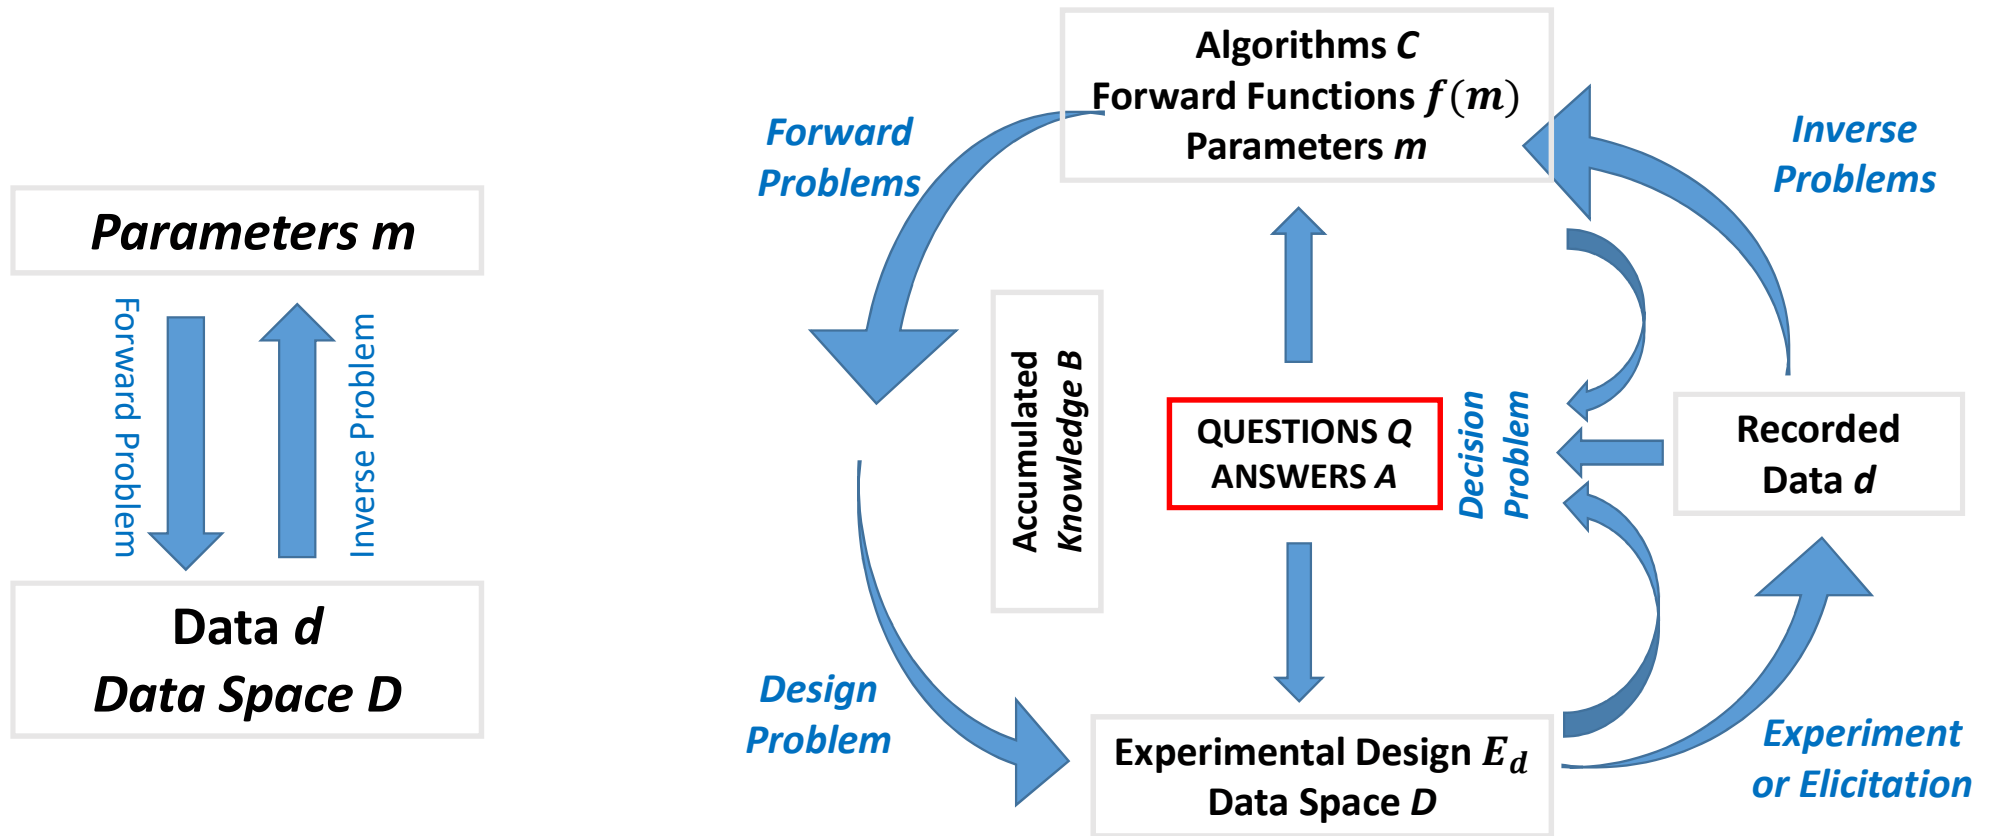 Parameters m
Forward Problem
Inverse Problem
Data d
Data Space D
Algorithms C
Forward Functions f(m)
Parameters m
Forward
Problems
Inverse
Problems
Accumulated
Knowledge B
QUESTIONS Q
ANSWERS A
Decision
Problem
Recorded
Data d
Design
Problem
Experimental Design E_d
Data Space D
Experiment
or Elicitation